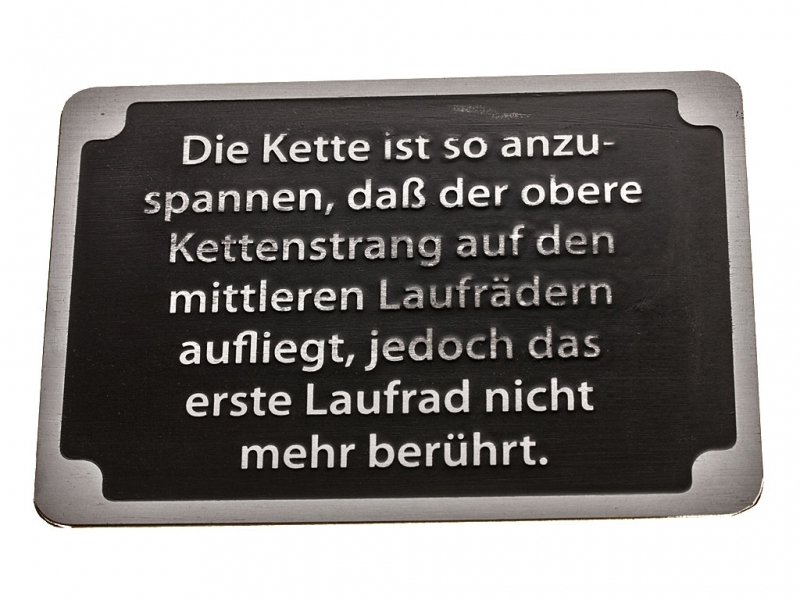 Die Kette ist so anzu-
spannen, daß der obere
Kettenstrang auf den
mittleren Laufrädern
aufliegt, jedoch das
erste Laufrad nicht
mehr berührt.